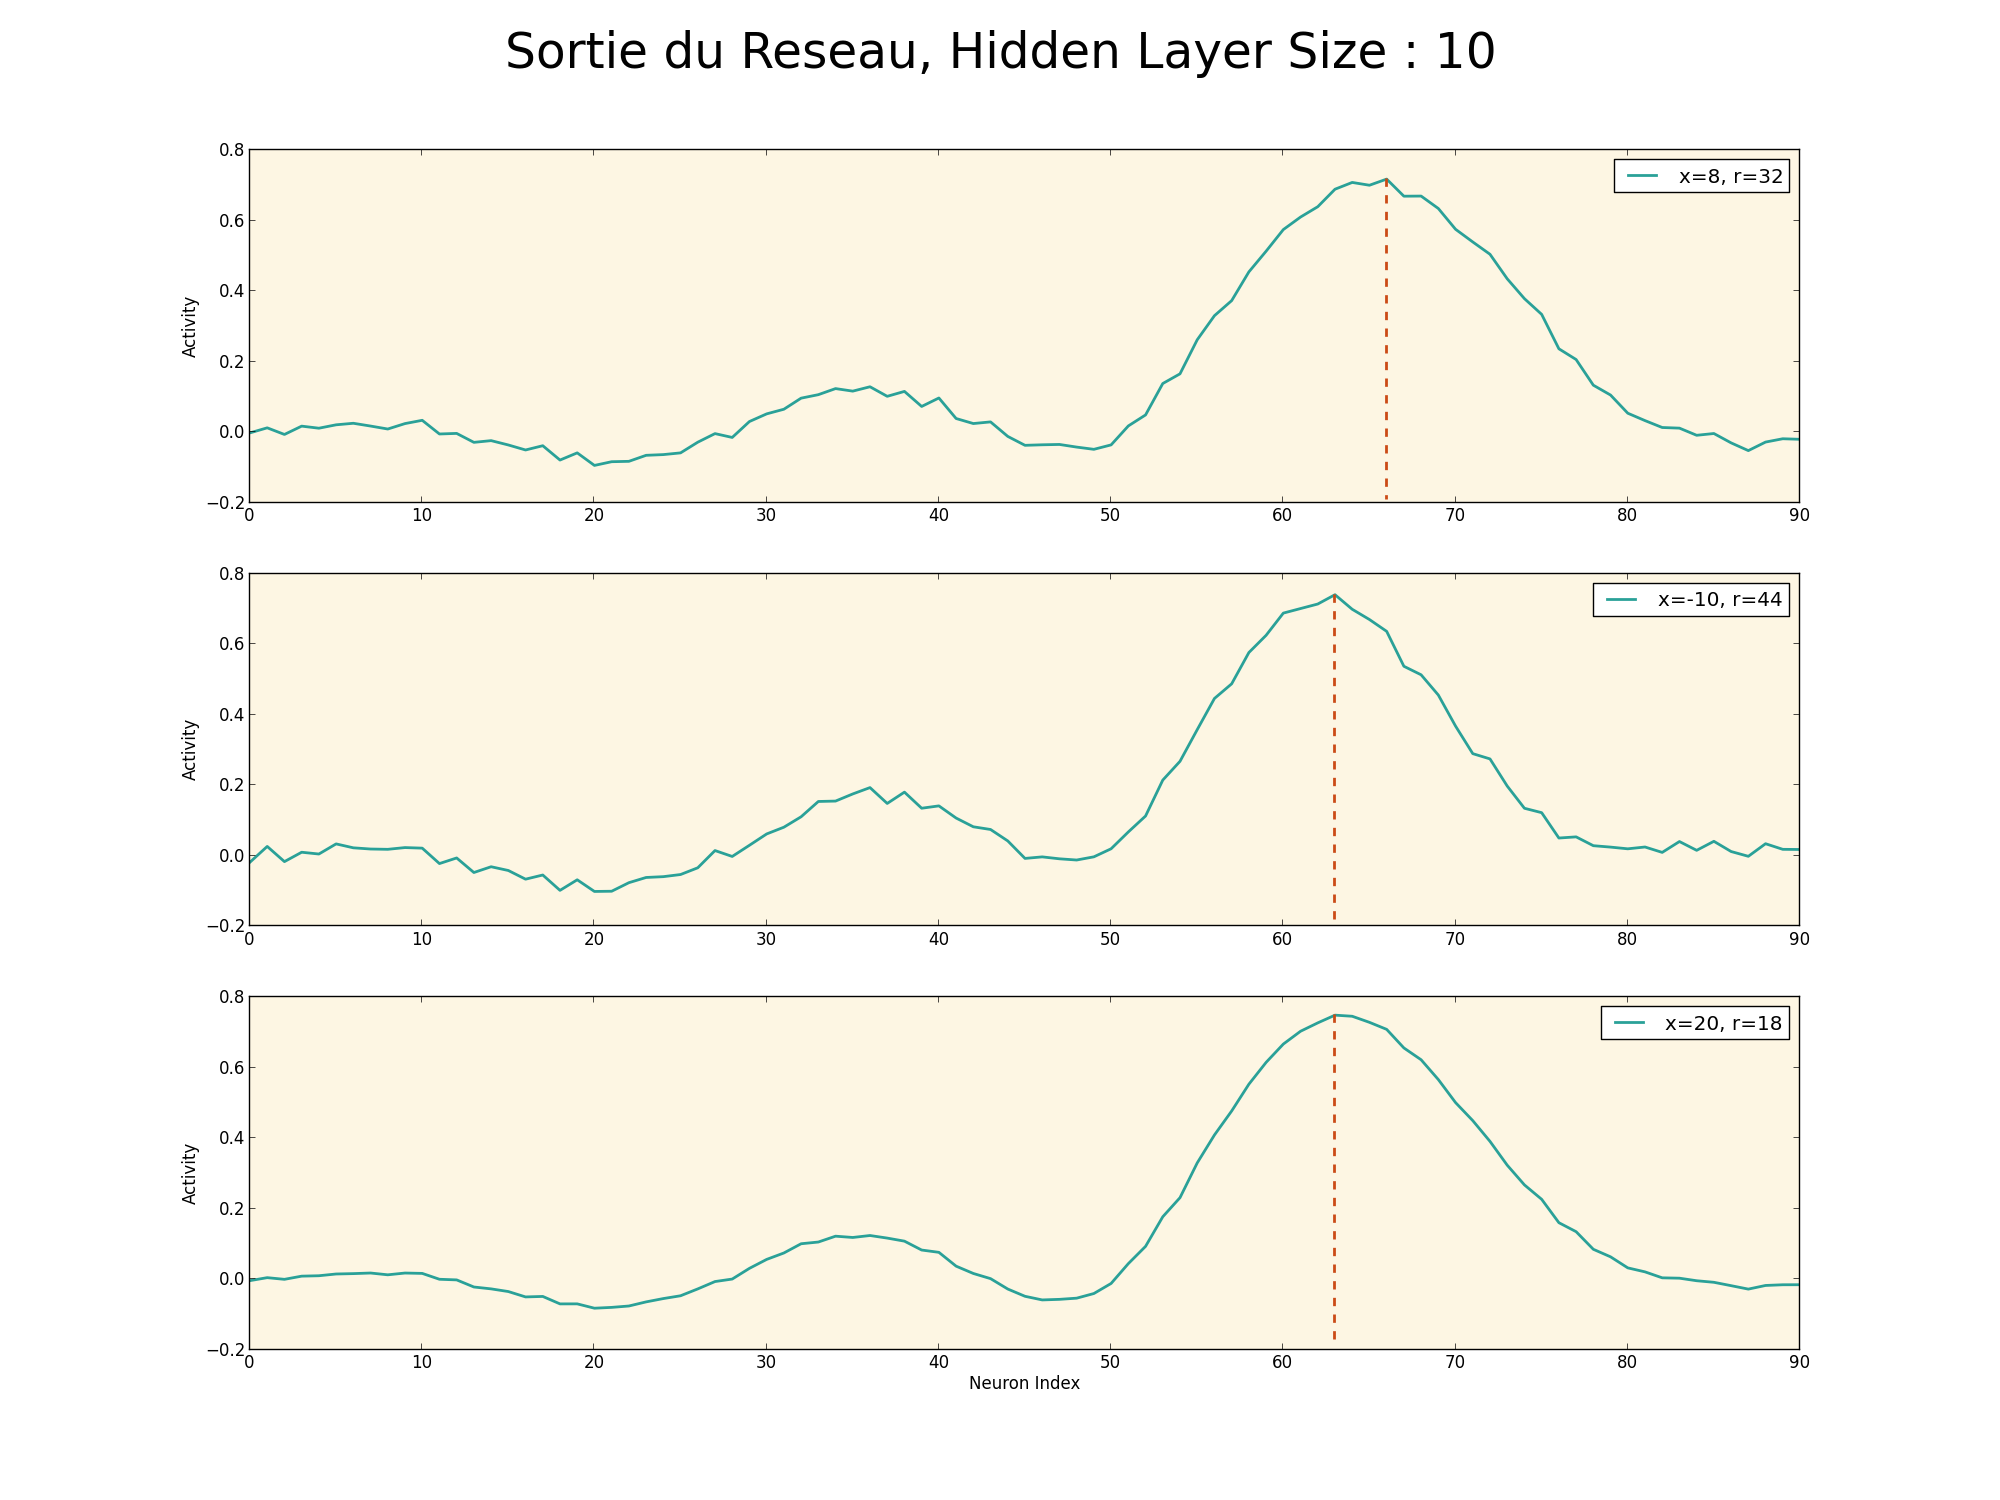 Sortie du Reseau, Hidden Layer Size : 10
0.8
0.6
0.4
0.2
0.0
−0.2
Activity
x=8, r=32
0 10 20 30 40 50 60 70 80 90
0.8
0.6
0.4
0.2
0.0
−0.2
Activity
x=-10, r=44
0 10 20 30 40 50 60 70 80 90
0.8
0.6
0.4
0.2
0.0
−0.2
Activity
x=20, r=18
0 10 20 30 40 50 60 70 80 90
Neuron Index